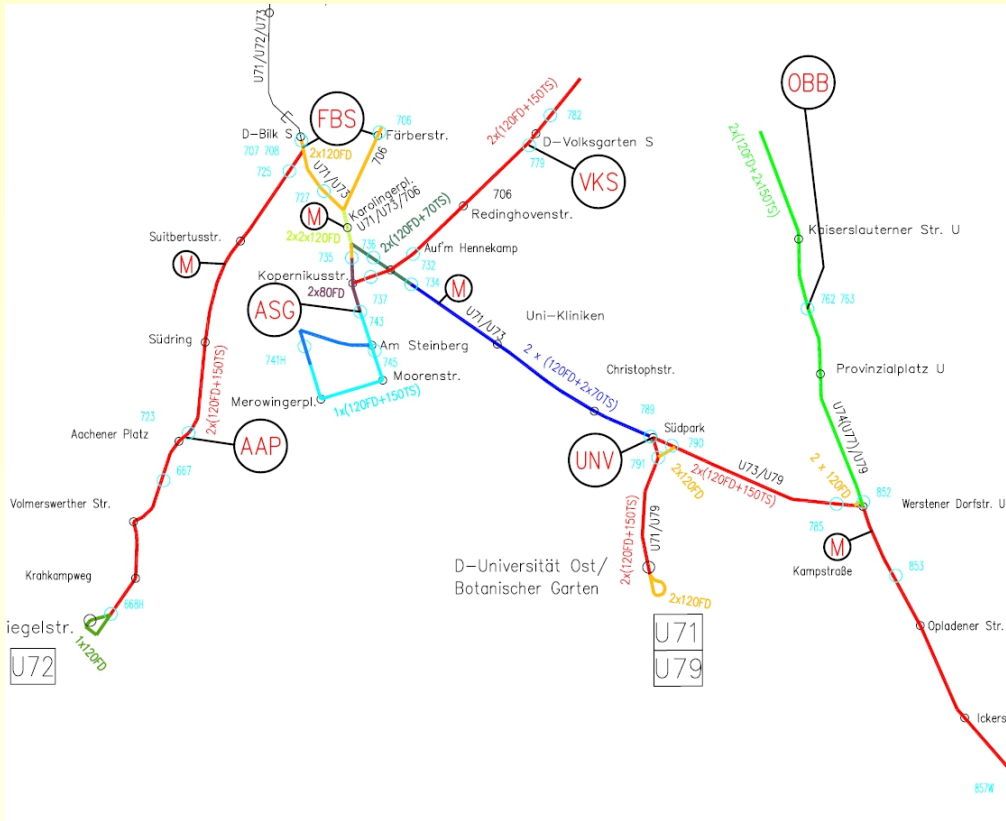 U71/U72/U73
OBB
FBS
706
D-Bilk S
Färberstr.
707 708
2x120FD
706
U71/U73
725
727
2x(120FD+150TS)
782
D-Volksgarten S
779
VKS
2x(120FD+2x150TS)
Karolingerpl.
U71/U73/706
M
2x2x120FD
706
Redinghovenstr.
Kaiserslauterner Str. U
Suitbertusstr.
M
736
2x(120FD+70TS)
735
Auf'm Hennekamp
732
734
Kopernikusstr.
2x80FD
M
ASG
737
743
762 763
U71/U73
Uni-Kliniken
Südring
741H
Am Steinberg
745
Moorenstr.
Merowingerpl.
1x(120FD+150TS)
2 x (120FD+2x70TS)
Christophstr.
Provinzialplatz U
2x(120FD+150TS)
723
Aachener Platz
AAP
789
Südpark
790
UNV
791
2x120FD
U73/U79
2x(120FD+150TS)
U74(U77)/U79
2 x 120FD
852
667
Volmerswerther Str.
Werstener Dorfstr. U
785
M
Kampstraße
2x(120FD+150TS)
U71/U79
D-Universität Ost/
Botanischer Garten
2x120FD
853
Krahkampweg
668H
iegelstr.
1x120FD
U72
U71
U79
Opladener Str.
Ickers
857W